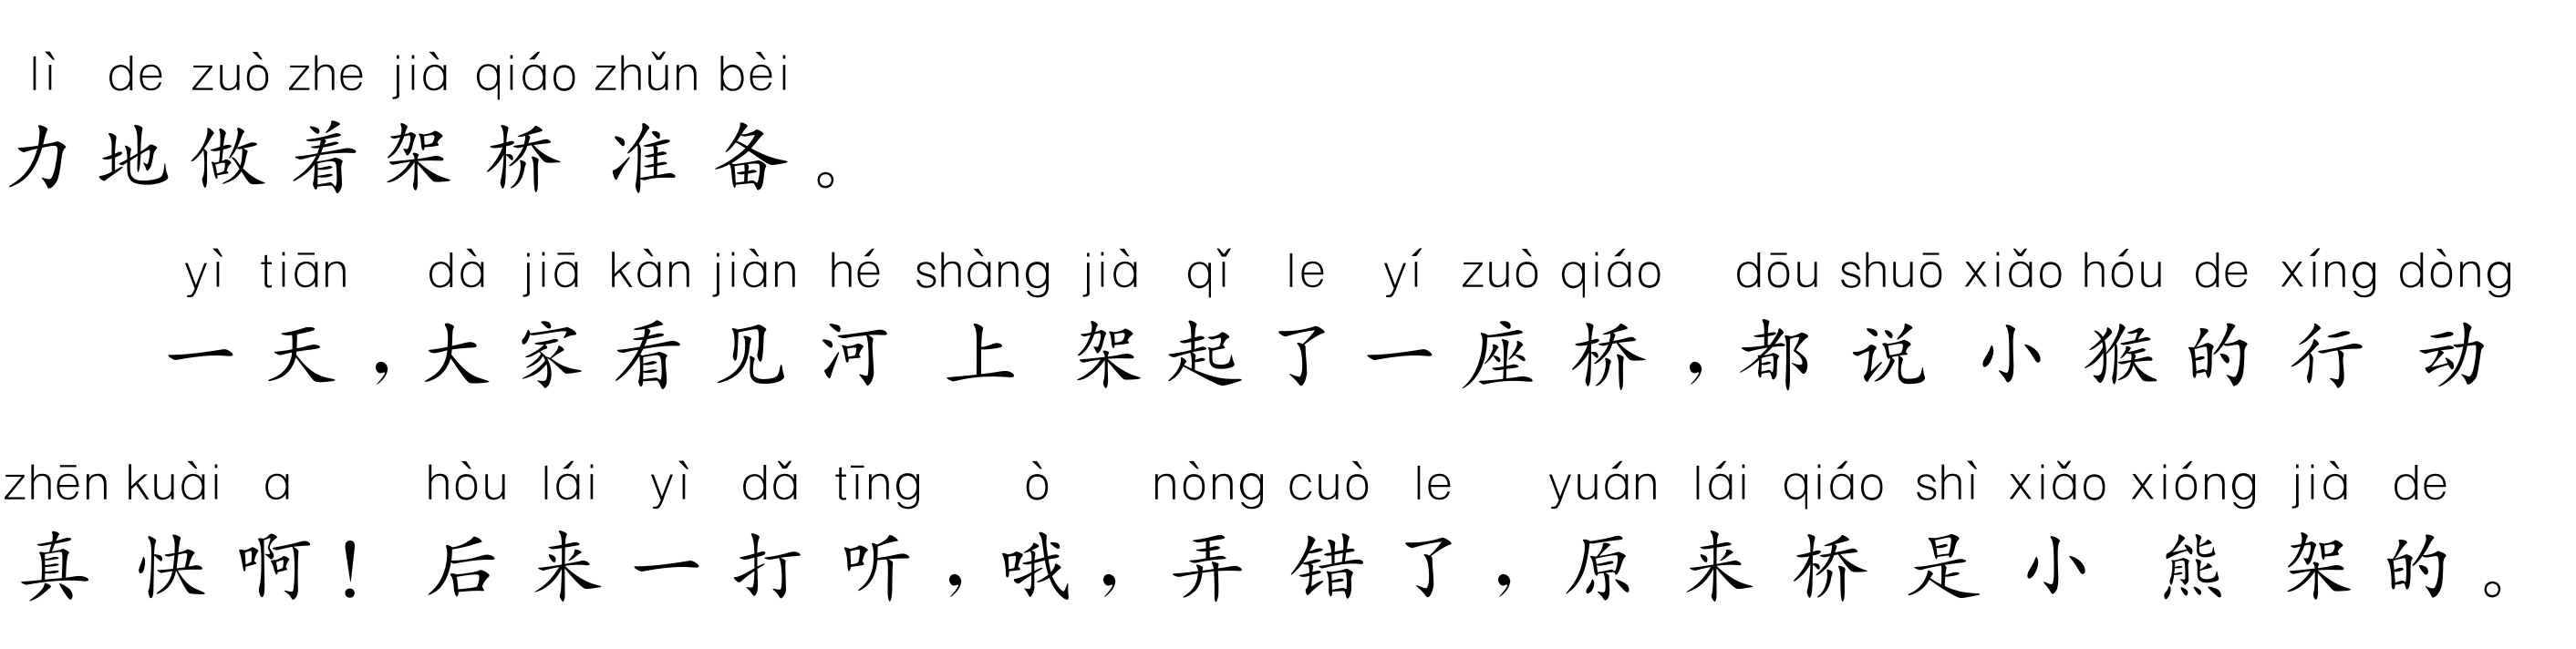 lì de zuò zhe jià qiáo zhǔn bèi
力地做着架桥准备。
yì tiān dà jiā kàn jiàn hé shàng jià qǐ le yí zuò qiáo dōu shuō xiǎo hóu de xíng dòng
一天，大家看见河上架起了一座桥，都说小猴的行动
zhēn kuài a hòu lái yì dǎ tīng ò nòng cuò le yuán lái qiáo shì xiǎo xióng jià de
真快啊！后来一打听，哦，弄错了，原来桥是小熊架的。